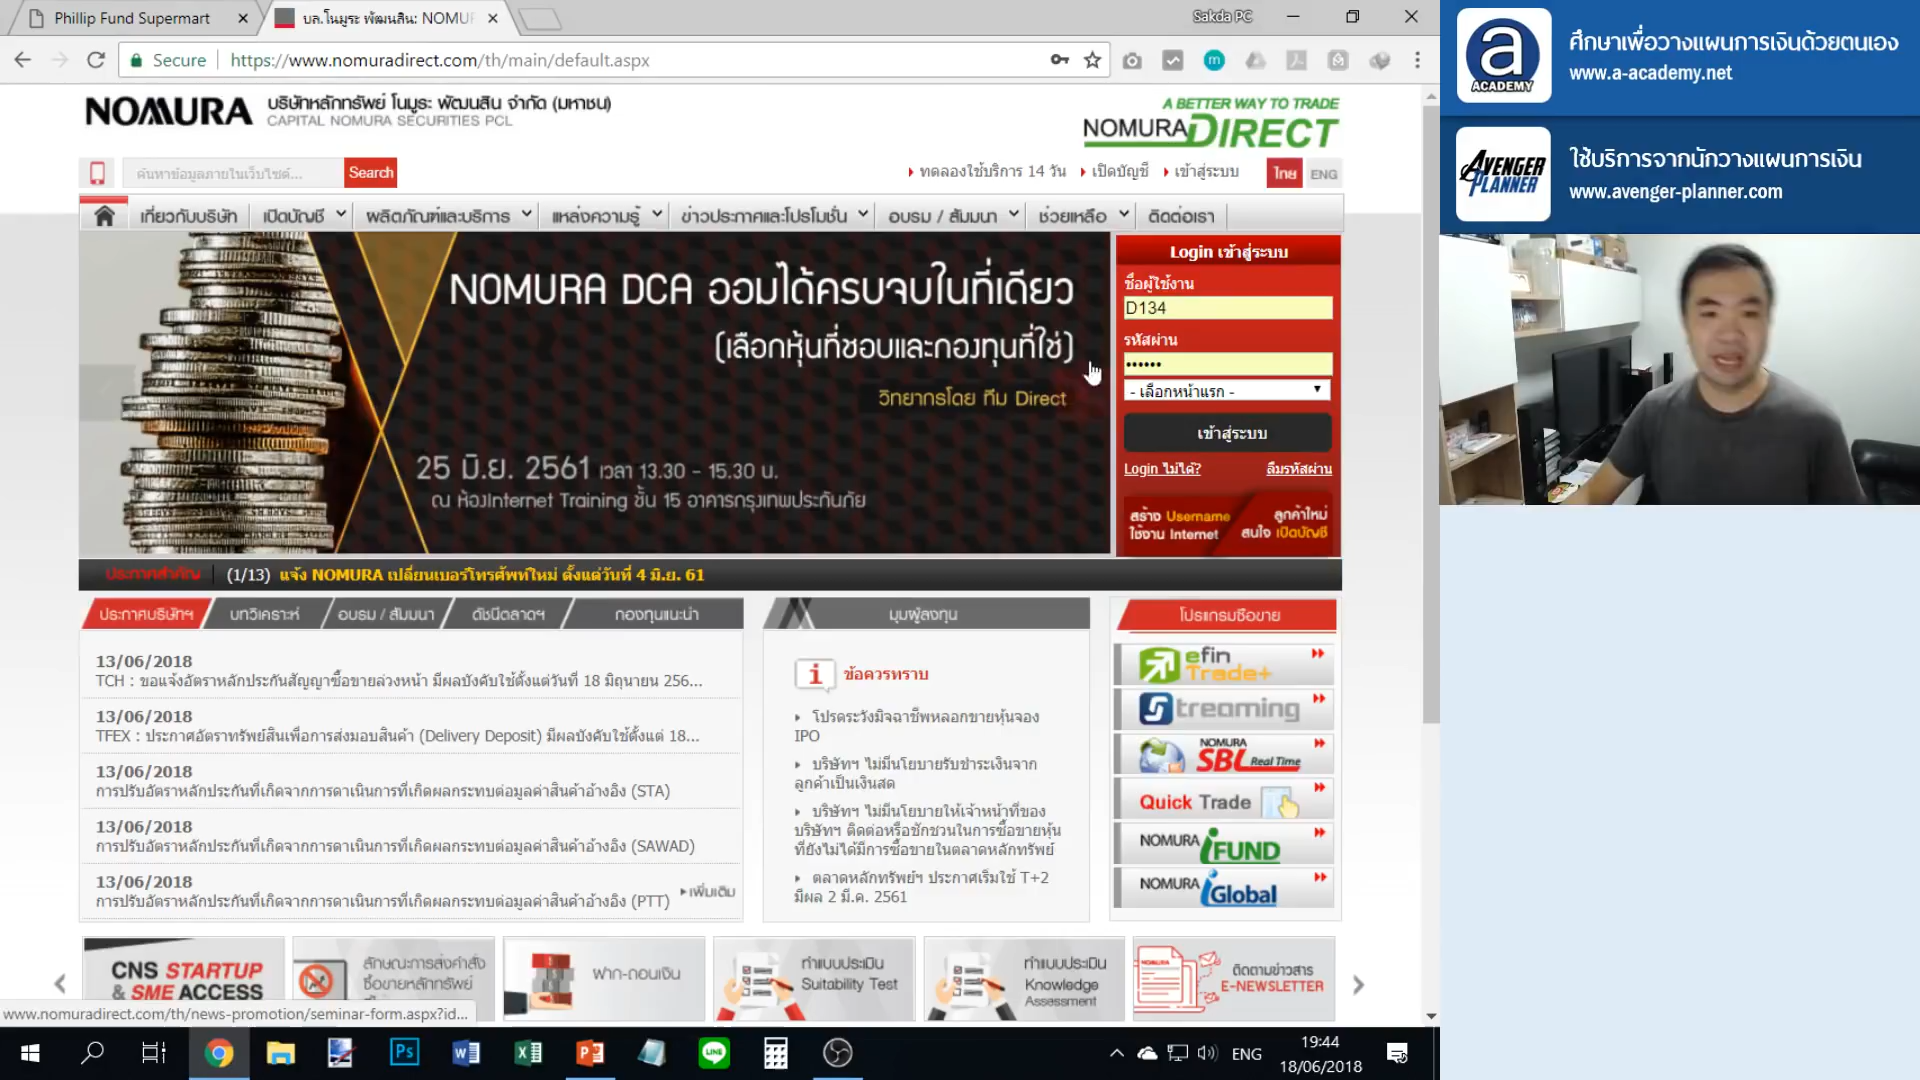 Phillip Fund Supermart
บล.โนมูระ พัฒนสิน: NOMU
Sakda PC
Secure
https://www.nomuradirect.com/th/main/default.aspx
NOMURA
บริษัทหลักทรัพย์ โนมูระ พัฒนสิน จำกัด (มหาชน)
CAPITAL NOMURA SECURITIES PCL
A BETTER WAY TO TRADE
NOMURA DIRECT
ค้นหาข้อมูลภายในเว็บไซต์...
Search
ทดลองใช้บริการ 14 วัน
เปิดบัญชี
เข้าสู่ระบบ
ไทย
ENG
เกี่ยวกับบริษัท
เปิดบัญชี
ผลิตภัณฑ์และบริการ
แหล่งความรู้
ข่าวประกาศและโปรโมชั่น
อบรม / สัมมนา
ช่วยเหลือ
ติดต่อเรา
NOMURA DCA ออมได้ครบจบในที่เดียว
(เลือกหุ้นที่ชอบและกองทุนที่ใช่)
วิทยากรโดย ทีม Direct
25 มิ.ย. 2561 เวลา 13.30 - 15.30 น.
ณ ห้องInternet Training ชั้น 15 อาคารกรุงเทพประกันภัย
Login เข้าสู่ระบบ
ชื่อผู้ใช้งาน
D134
รหัสผ่าน
- เลือกหน้าแรก -
เข้าสู่ระบบ
Login ไม่ได้?
ลืมรหัสผ่าน
สร้าง Username
ใช้งาน Internet
ลูกค้าใหม่
สนใจ เปิดบัญชี
ประกาศสำคัญ
(1/13) แจ้ง NOMURA เปลี่ยนเบอร์โทรศัพท์ใหม่ ตั้งแต่วันที่ 4 มิ.ย. 61
ประกาศบริษัทฯ
บทวิเคราะห์
อบรม / สัมมนา
ดัชนีตลาดฯ
กองทุนแนะนำ
13/06/2018
TCH : ขอแจ้งอัตราหลักประกันสัญญาซื้อขายล่วงหน้า มีผลบังคับใช้ตั้งแต่วันที่ 18 มิถุนายน 256...
13/06/2018
TFEX : ประกาศอัตราทรัพย์สินเพื่อการส่งมอบสินค้า (Delivery Deposit) มีผลบังคับใช้ตั้งแต่ 18...
13/06/2018
การปรับอัตราหลักประกันที่เกิดจากการดาเนินการที่เกิดผลกระทบต่อมูลค่าสินค้าอ้างอิง (STA)
13/06/2018
การปรับอัตราหลักประกันที่เกิดจากการดาเนินการที่เกิดผลกระทบต่อมูลค่าสินค้าอ้างอิง (SAWAD)
13/06/2018
การปรับอัตราหลักประกันที่เกิดจากการดาเนินการที่เกิดผลกระทบต่อมูลค่าสินค้าอ้างอิง (PTT)
เพิ่มเติม
มุมผู้ลงทุน
ข้อควรทราบ
โปรดระวังมิจฉาชีพหลอกขายหุ้นจอง
IPO
บริษัทฯ ไม่มีนโยบายรับชำระเงินจาก
ลูกค้าเป็นเงินสด
บริษัทฯ ไม่มีนโยบายให้เจ้าหน้าที่ของ
บริษัทฯ ติดต่อหรือชักชวนในการซื้อขายหุ้น
ที่ยังไม่ได้มีการซื้อขายในตลาดหลักทรัพย์
ตลาดหลักทรัพย์ฯ ประกาศเริ่มใช้ T+2
มีผล 2 มี.ค. 2561
โปรแกรมซื้อขาย
efin
Trade+
Streaming
NOMURA
SBL Real Time
Quick Trade
NOMURA iFUND
NOMURA iGlobal
CNS STARTUP
& SME ACCESS
ลักษณะการส่งคำสั่ง
ซื้อขายหลักทรัพย์
ฝาก-ถอนเงิน
ทำแบบประเมิน
Suitability Test
ทำแบบประเมิน
Knowledge
Assessment
ติดตามข่าวสาร
E-NEWSLETTER
www.nomuradirect.com/th/news-promotion/seminar-form.aspx?id...
ENG
19:44
18/06/2018
a
ACADEMY
ศึกษาเพื่อวางแผนการเงินด้วยตนเอง
www.a-academy.net
AVENGER
PLANNER
ใช้บริการจากนักวางแผนการเงิน
www.avenger-planner.com